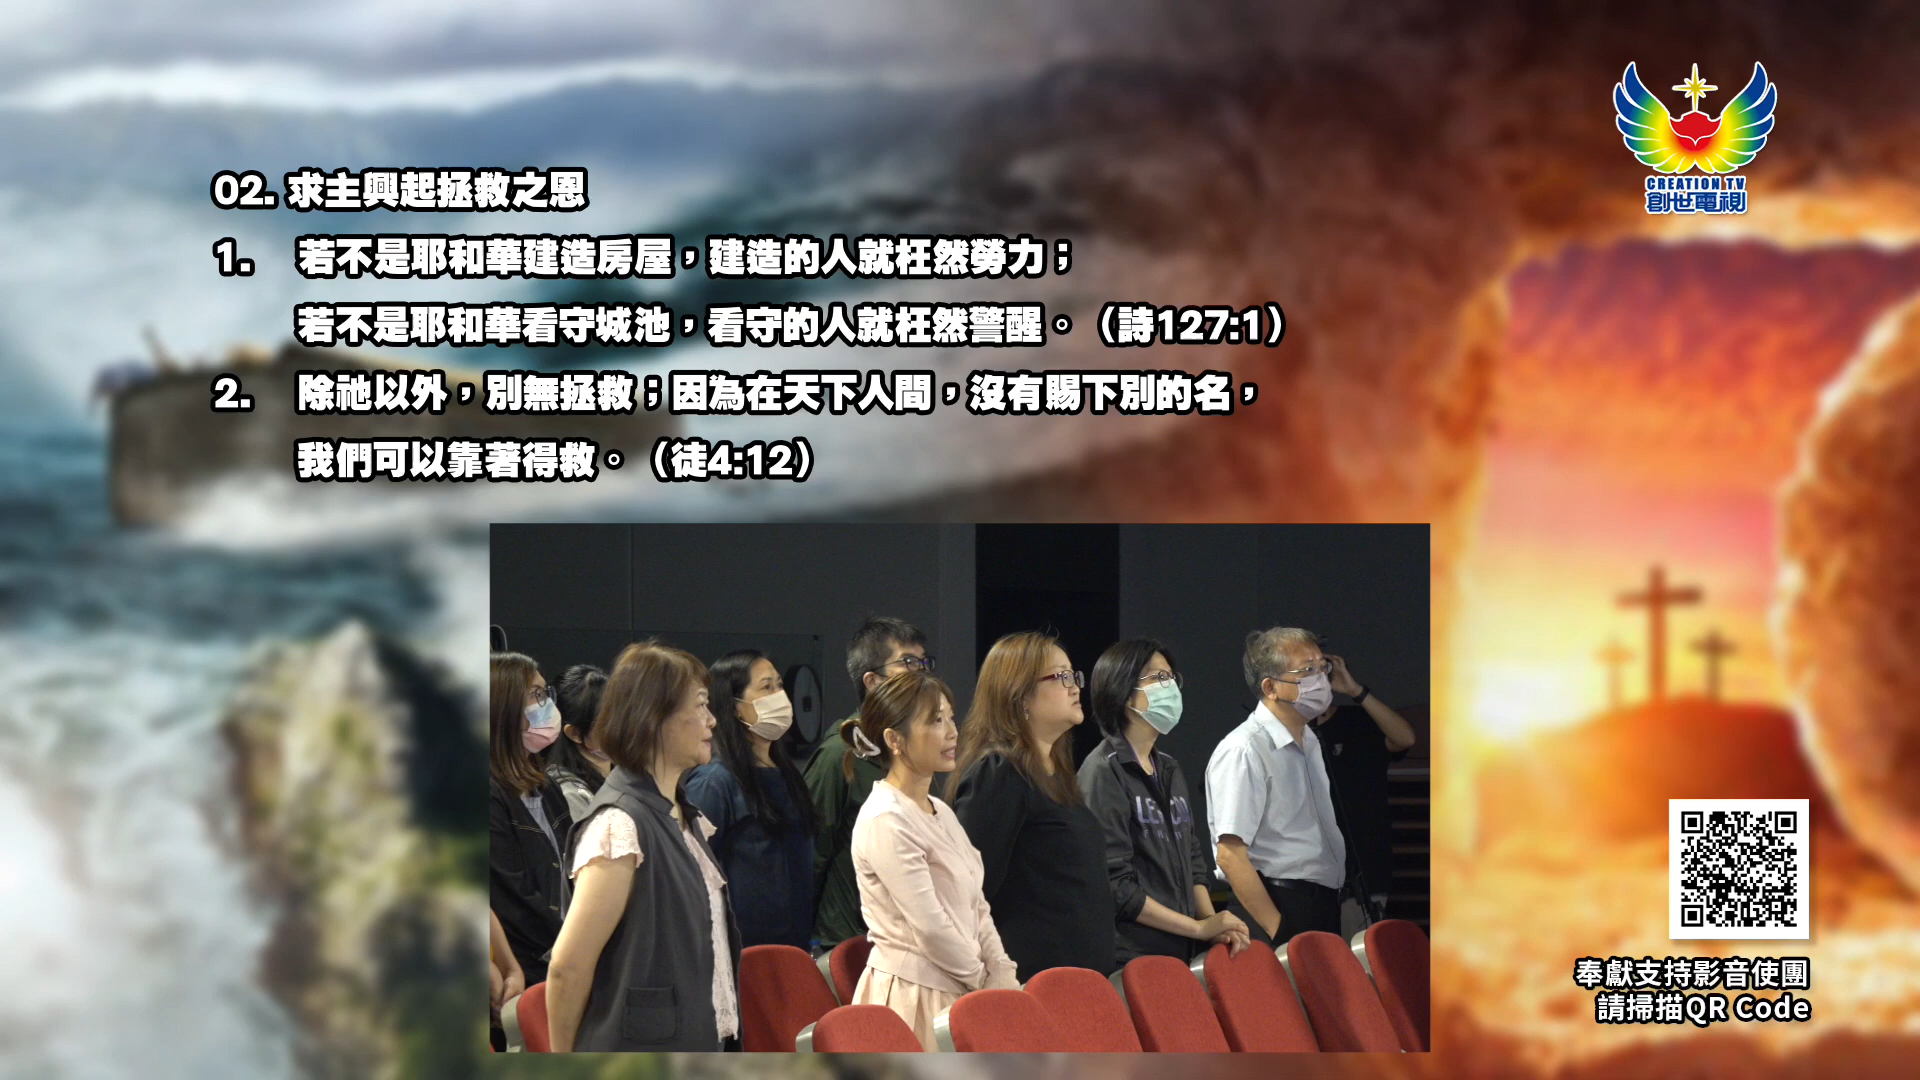 02. 求主興起拯救之恩
1. 若不是耶和華建造房屋，建造的人就枉然勞力；
若不是耶和華看守城池，看守的人就枉然警醒。（詩127:1）
2. 除祂以外，別無拯救；因為在天下人間，沒有賜下別的名，
我們可以靠著得救。（徒4:12）
CREATION TV
創世電視
奉獻支持影音使團
請掃描QR Code